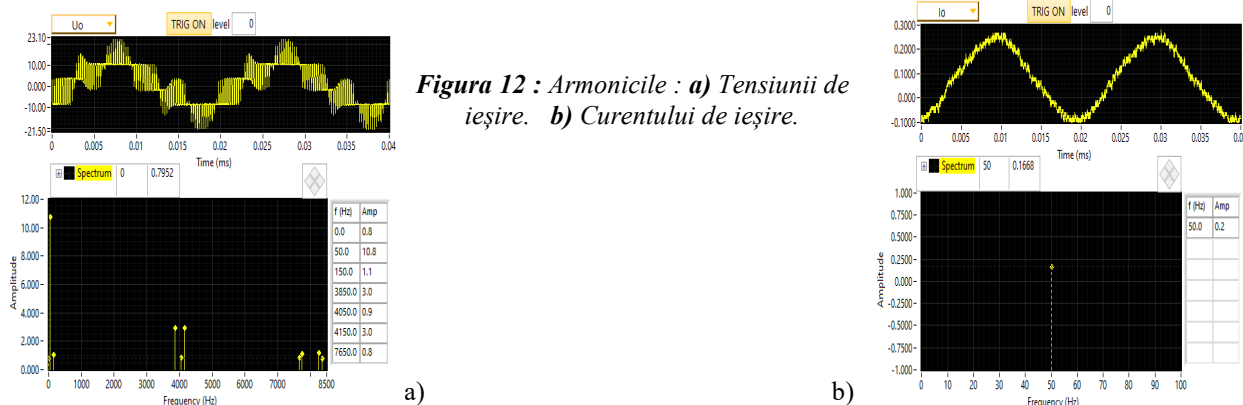 Uo
TRIG ON level 0
23.10
10.00
0.000
-10.00
-21.50
0 0.005 0.01 0.015 0.02 0.025 0.03 0.035 0.04
Time (ms)
Spectrum 0 0.7952
12.00
10.00
8.000
6.000
4.000
2.000
0.000
Amplitude
0 1000 2000 3000 4000 5000 6000 7000 8500
Frequency (Hz)
f (Hz) Amp
0.0 0.8
50.0 10.8
150.0 1.1
3850.0 3.0
4050.0 0.9
4150.0 3.0
7650.0 0.8
a)
Figura 12 : Armonicile : a) Tensiunii de
ieșire. b) Curentului de ieșire.
Io
TRIG ON level 0
0.3000
0.2000
0.1000
0.000
-0.1000
0 0.005 0.01 0.015 0.02 0.025 0.03 0.035
Time (ms)
Spectrum 50 0.1668
1.000
0.7500
0.5000
0.2500
0.000
-0.2500
-0.5000
-0.7500
-1.000
Amplitude
0 10 20 30 40 50 60 70 80 90 100
Frequency (Hz)
f (Hz) Amp
50.0 0.2
b)